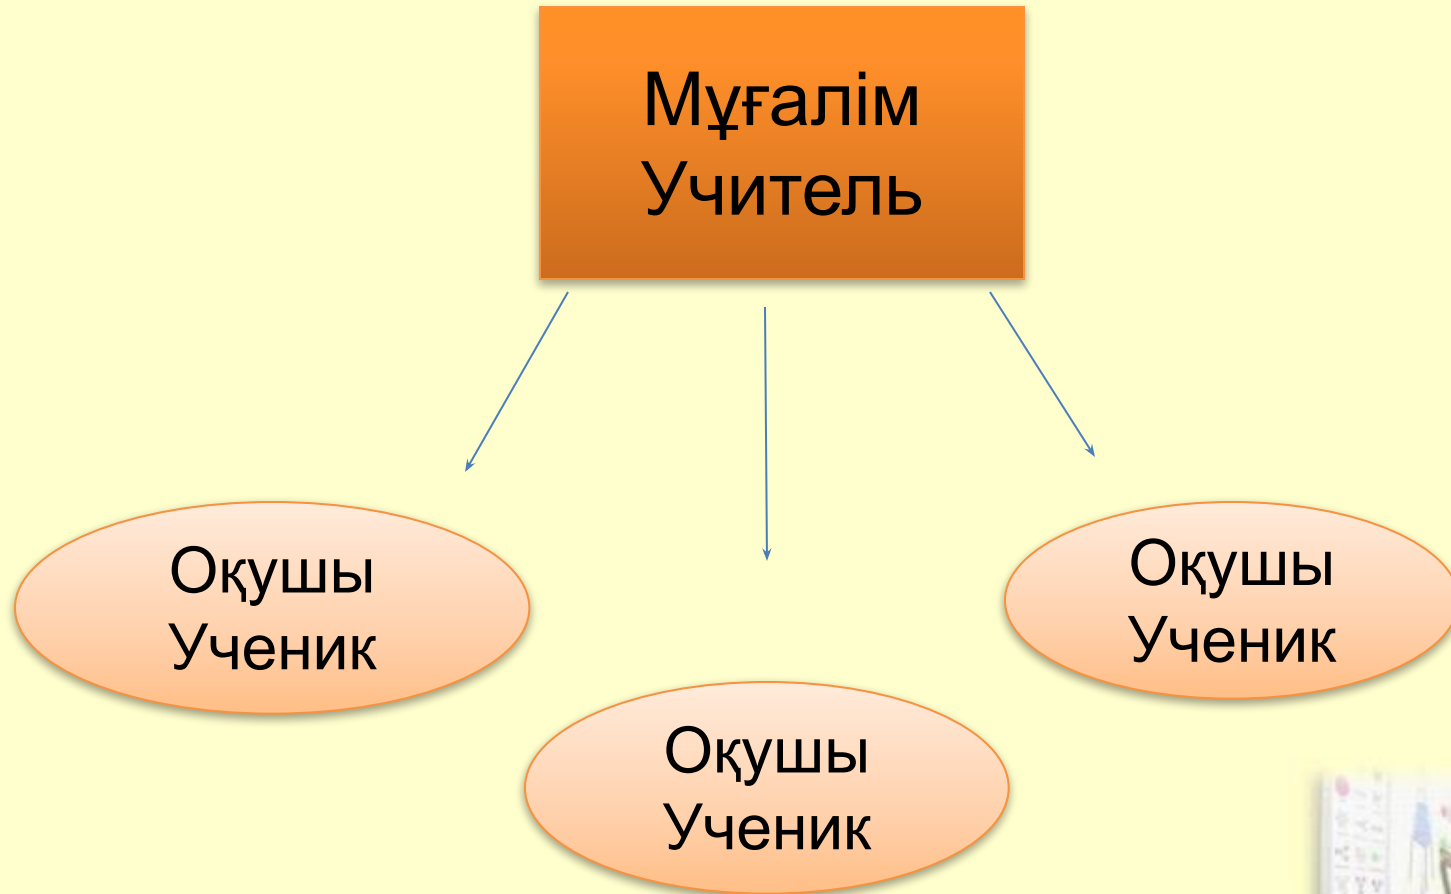 Мұғалім
Учитель
Оқушы
Ученик
Оқушы
Ученик
Оқушы
Ученик